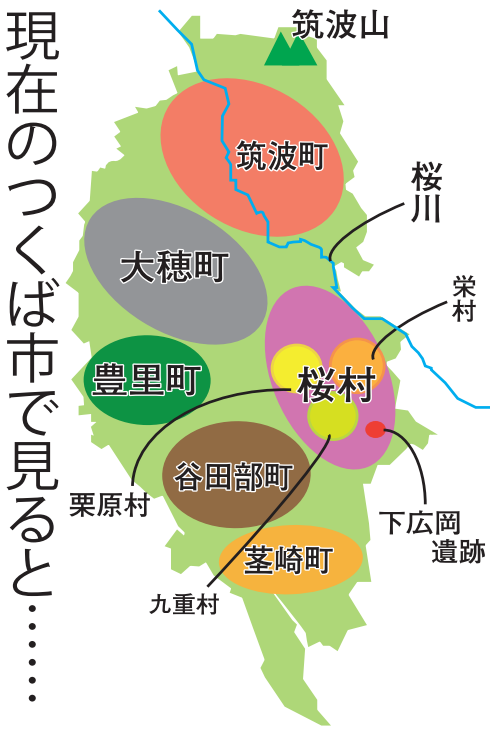 現在のつくば市で見ると……
筑波山
筑波町
桜川
大穂町
栄村
豊里町
桜村
谷田部町
栗原村
下広岡
遺跡
茎崎町
九重村